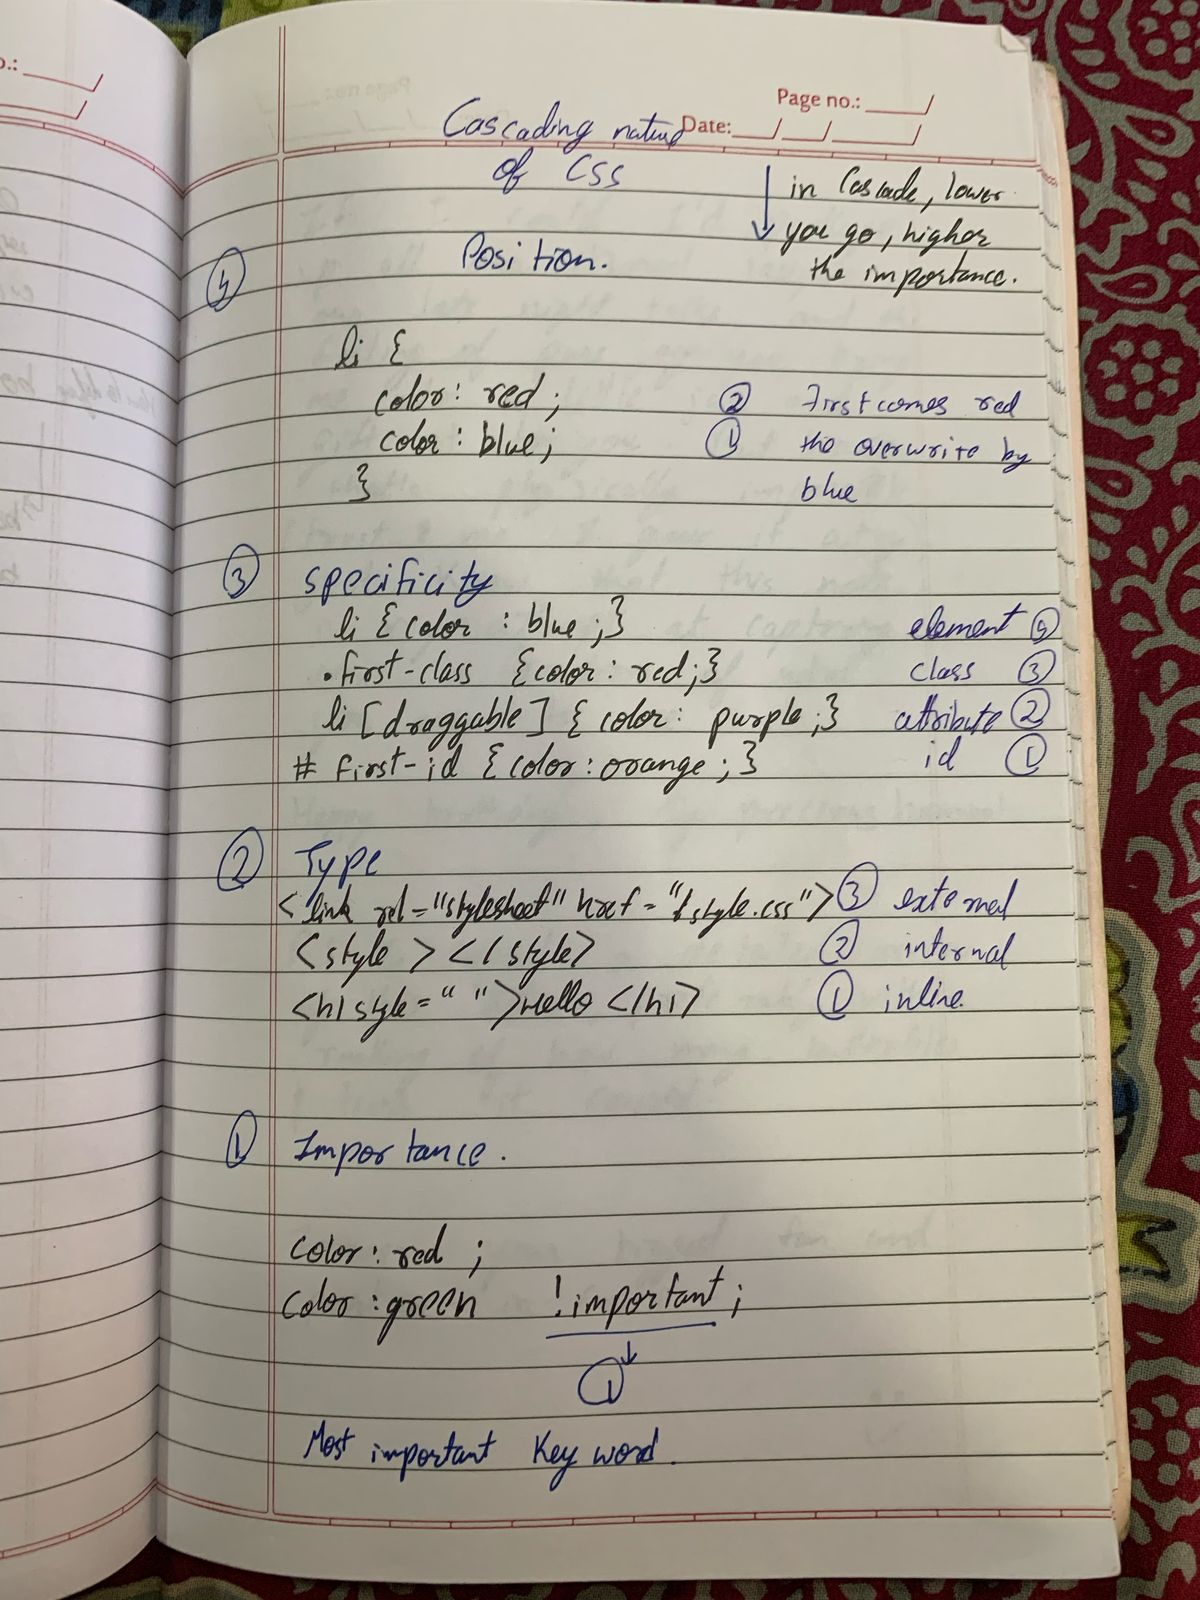 o.:
Page no.:
Date:
Cascading nature
of CSS
in Cascade, lower
you go, higher
the importance.
4 Position.
li {
color: red; 2 First comes red
color: blue; 1 the overwrite by
} blue
3 specificity
li { color : blue ;} element 4
.first-class {color: red;} class 3
li [draggable] { color: purple ;} attribute 2
# first-id {color:orange ;} id 1
2 Type
<link rel="stylesheet" href="style.css"> 3 external
<style > </style> 2 internal
<h1 style=" ">Hello </h1> 1 inline.
1 Importance.
color: red ;
color :green !important;
1
Most important Key word.